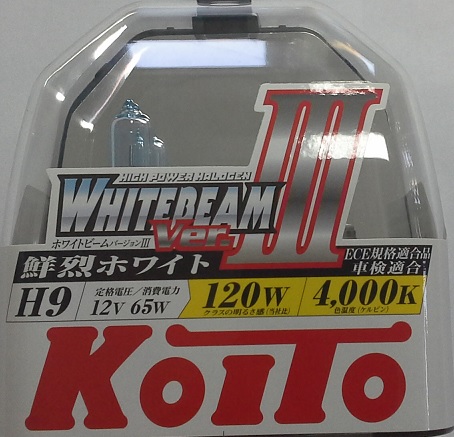 HIGH POWER HALOGEN
WHITEBEAM
III
ホワイトビームバージョンIII
Ver.
鮮烈ホワイト
ECE規格適合品
車検適合
H9
定格電圧/消費電力
12V 65W
120W
クラスの明るさ感(当社比)
4,000K
色温度(ケルビン)
KOITO